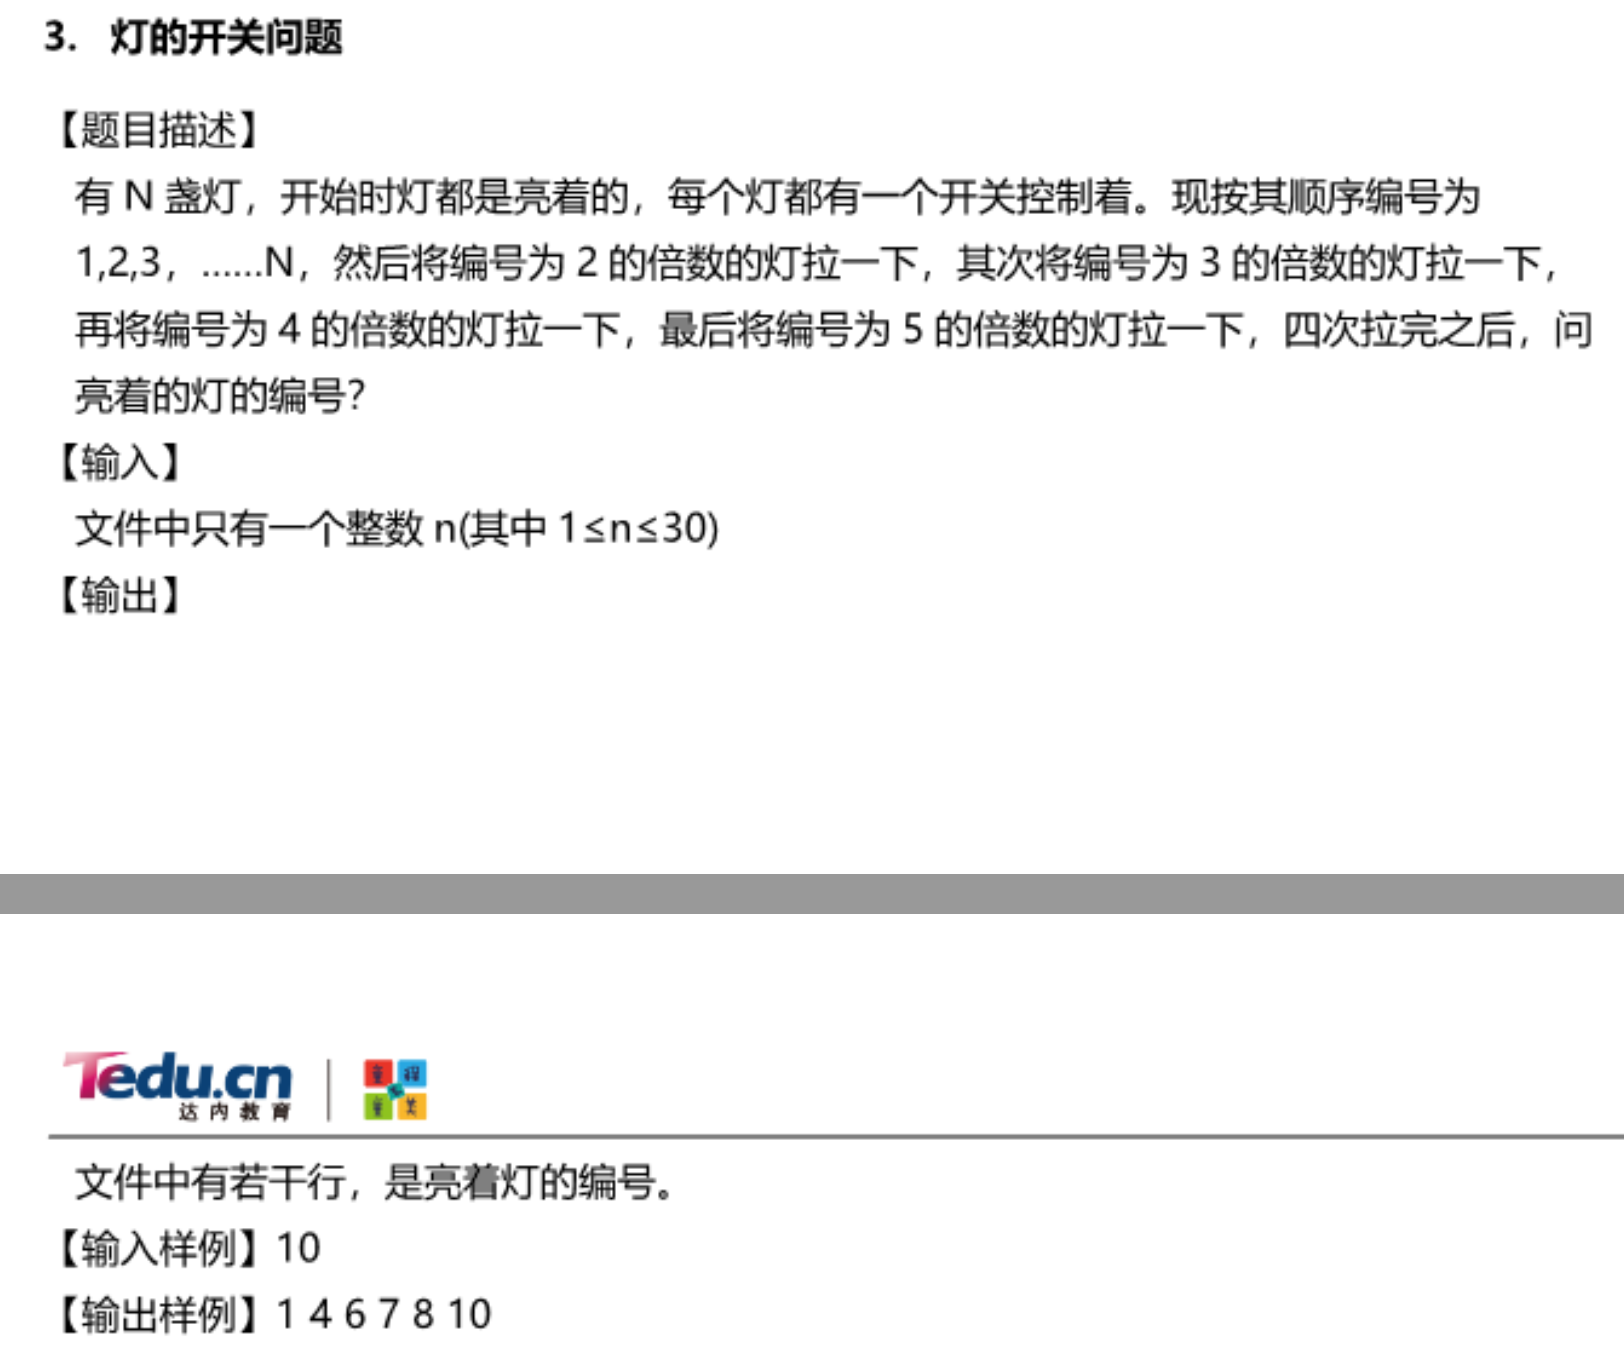 3. 灯的开关问题
【题目描述】
有 N 盏灯，开始时灯都是亮着的，每个灯都有一个开关控制着。现按其顺序编号为
1,2,3，……N，然后将编号为 2 的倍数的灯拉一下，其次将编号为 3 的倍数的灯拉一下，
再将编号为 4 的倍数的灯拉一下，最后将编号为 5 的倍数的灯拉一下，四次拉完之后，问
亮着的灯的编号？
【输入】
文件中只有一个整数 n(其中 1≤n≤30)
【输出】
Tedu.cn
达内教育
童程
童美
文件中有若干行，是亮着灯的编号。
【输入样例】10
【输出样例】1 4 6 7 8 10